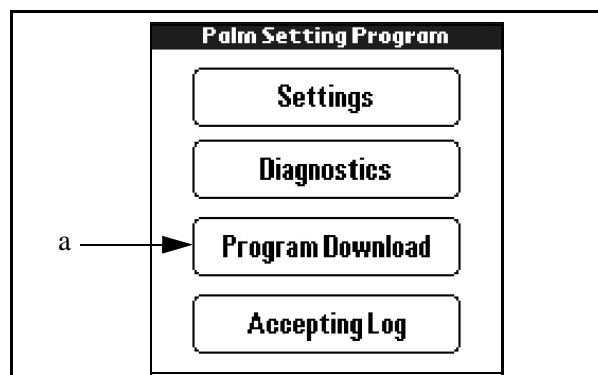 Palm Setting Program
Settings
Diagnostics
a
Program Download
Accepting Log